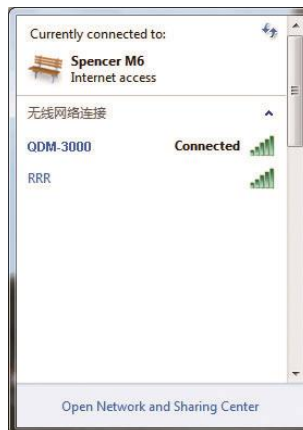 Currently connected to:
Spencer M6
Internet access
无线网络连接
QDM-3000 Connected
RRR
Open Network and Sharing Center